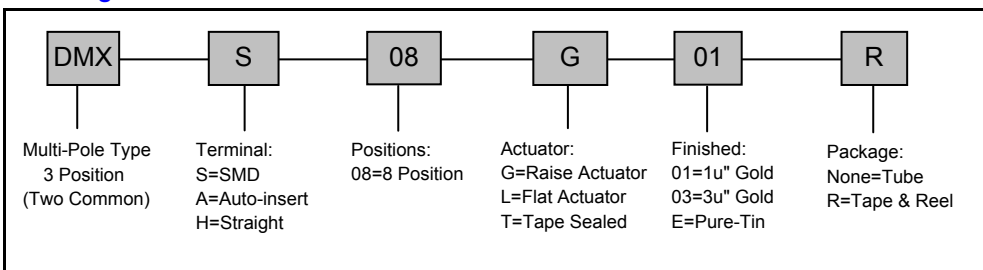 DMX S 08 G 01 R
Multi-Pole Type
3 Position
(Two Common)
Terminal:
S=SMD
A=Auto-insert
H=Straight
Positions:
08=8 Position
Actuator:
G=Raise Actuator
L=Flat Actuator
T=Tape Sealed
Finished:
01=1u" Gold
03=3u" Gold
E=Pure-Tin
Package:
None=Tube
R=Tape & Reel